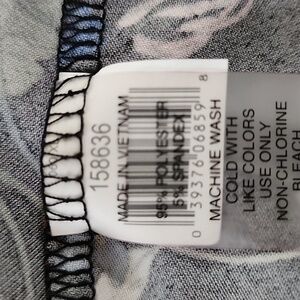 158636
MADE IN VIETNAM
95% POLYESTER
5% SPANDEX
0 39376 06859 8
MACHINE WASH
COLD WITH
LIKE COLORS
USE ONLY
NON-CHLORINE